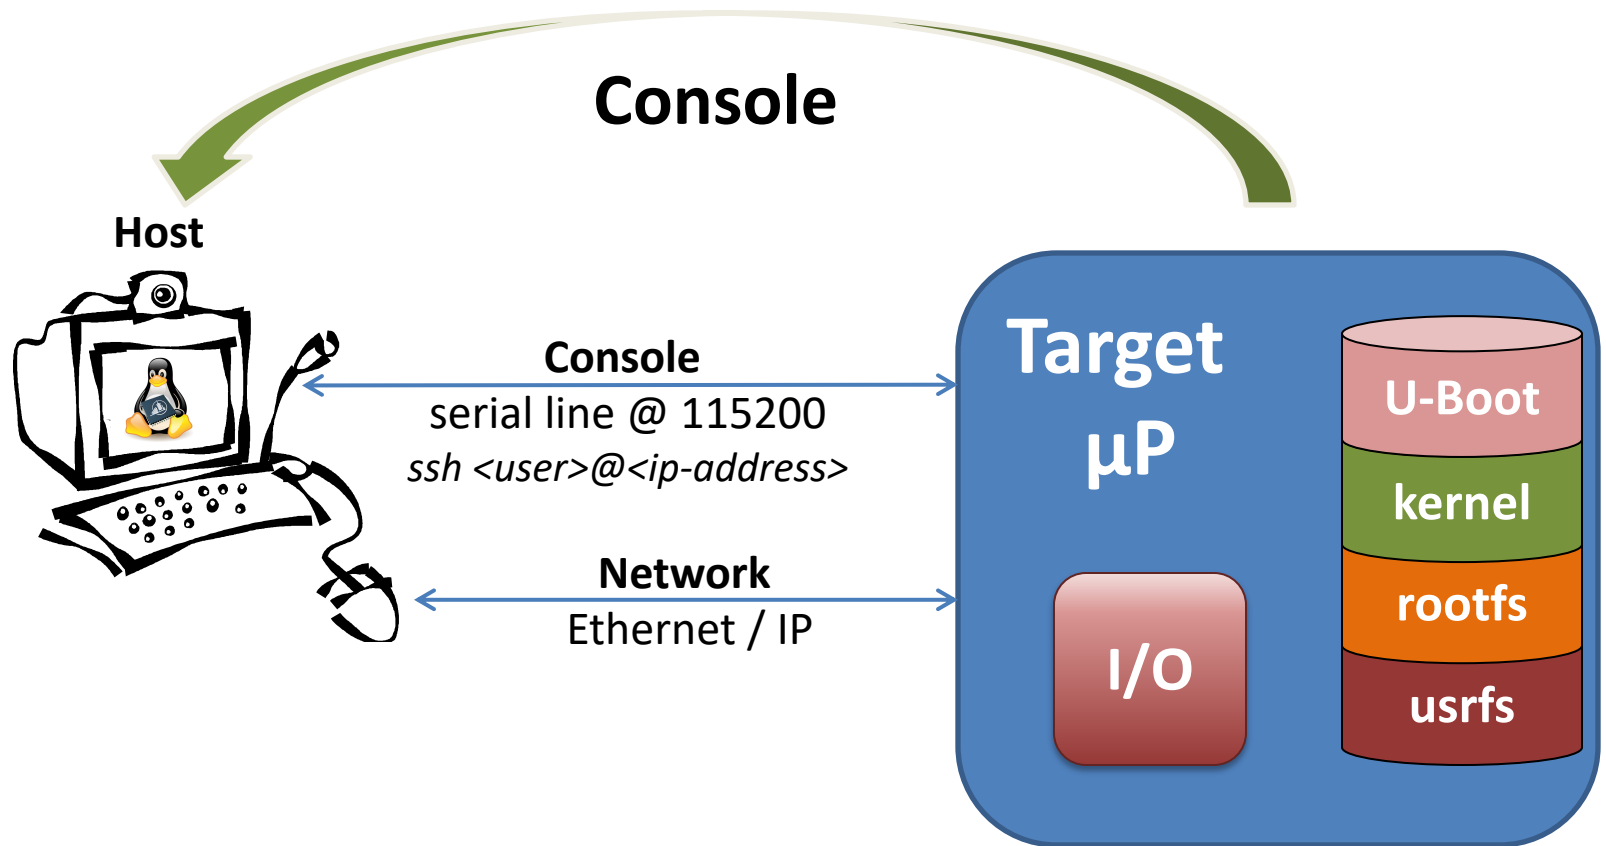 Console
Host
Console
serial line @ 115200
ssh <user>@<ip-address>
Network
Ethernet / IP
Target
µP
I/O
U-Boot
kernel
rootfs
usrfs